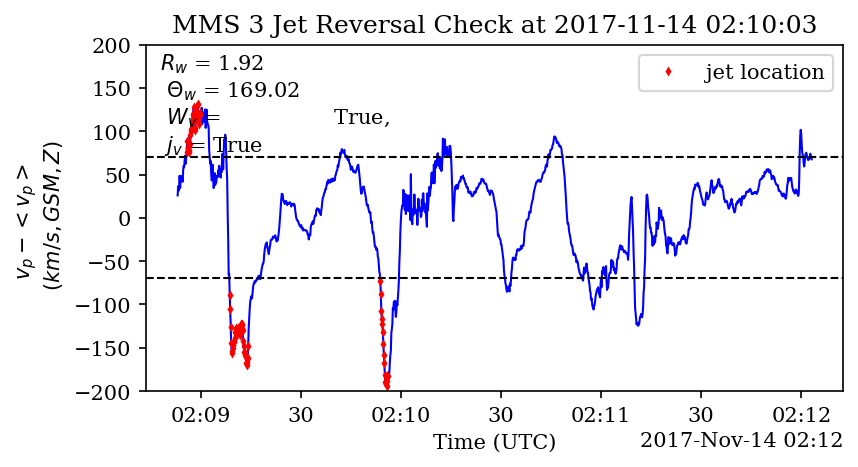 MMS 3 Jet Reversal Check at 2017-11-14 02:10:03
R_w = 1.92
Θ_w = 169.02
W_v = True,
j_v = True
jet location
v_p − < v_p >
(km/s, GSM, Z)
200
150
100
50
0
−50
−100
−150
−200
02:09 30 02:10 30 02:11 30 02:12
Time (UTC)
2017-Nov-14 02:12